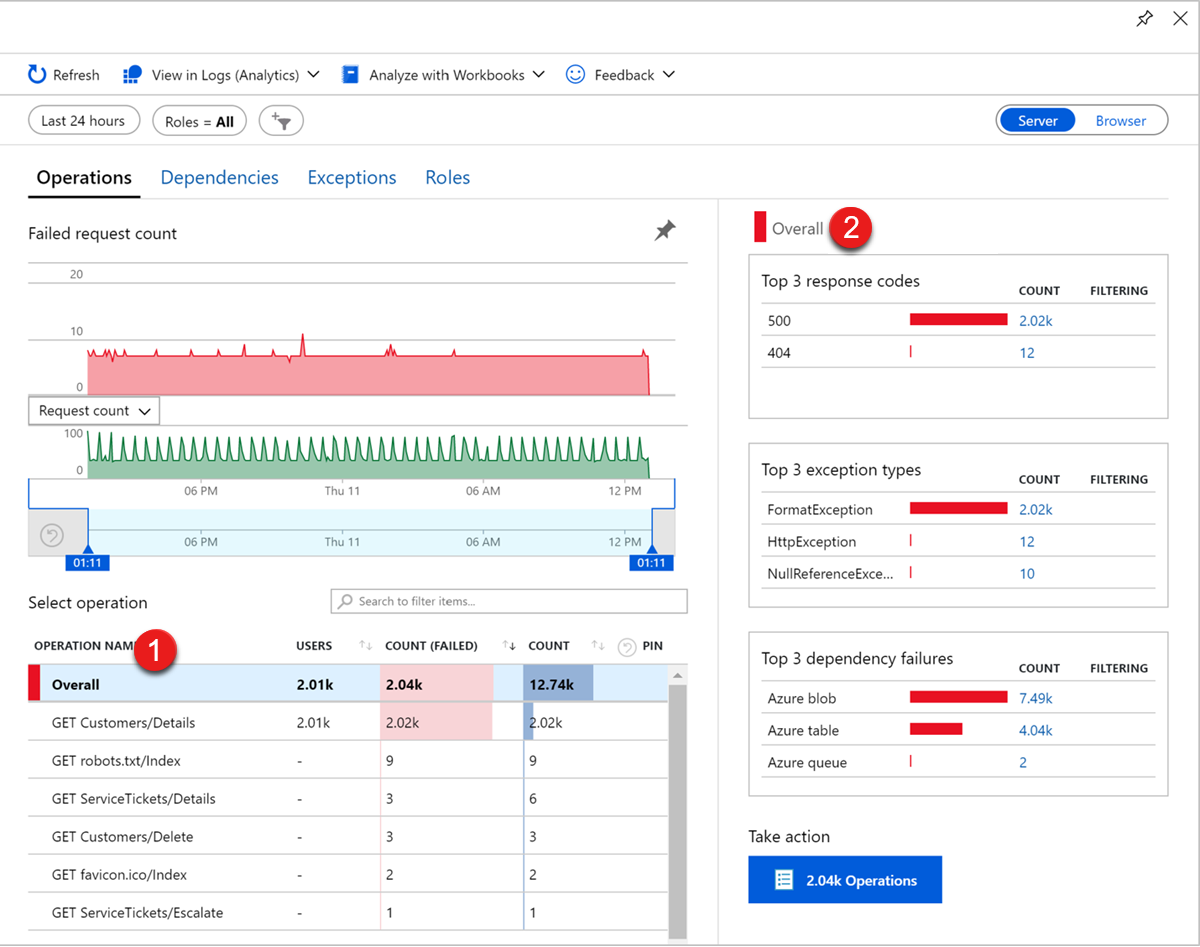 Refresh View in Logs (Analytics) Analyze with Workbooks Feedback
Last 24 hours Roles = All Server Browser
Operations Dependencies Exceptions Roles
Failed request count
20
10
0
Request count
100
0
06 PM Thu 11 06 AM 12 PM
06 PM Thu 11 06 AM 12 PM
01:11 01:11
Select operation Search to filter items...
OPERATION NAM 1 USERS COUNT (FAILED) COUNT PIN
Overall 2.01k 2.04k 12.74k
GET Customers/Details 2.01k 2.02k 2.02k
GET robots.txt/Index - 9 9
GET ServiceTickets/Details - 3 6
GET Customers/Delete - 3 3
GET favicon.ico/Index - 2 2
GET ServiceTickets/Escalate - 1 1
Overall 2
Top 3 response codes COUNT FILTERING
500 2.02k
404 12
Top 3 exception types COUNT FILTERING
FormatException 2.02k
HttpException 12
NullReferenceExce... 10
Top 3 dependency failures COUNT FILTERING
Azure blob 7.49k
Azure table 4.04k
Azure queue 2
Take action
2.04k Operations